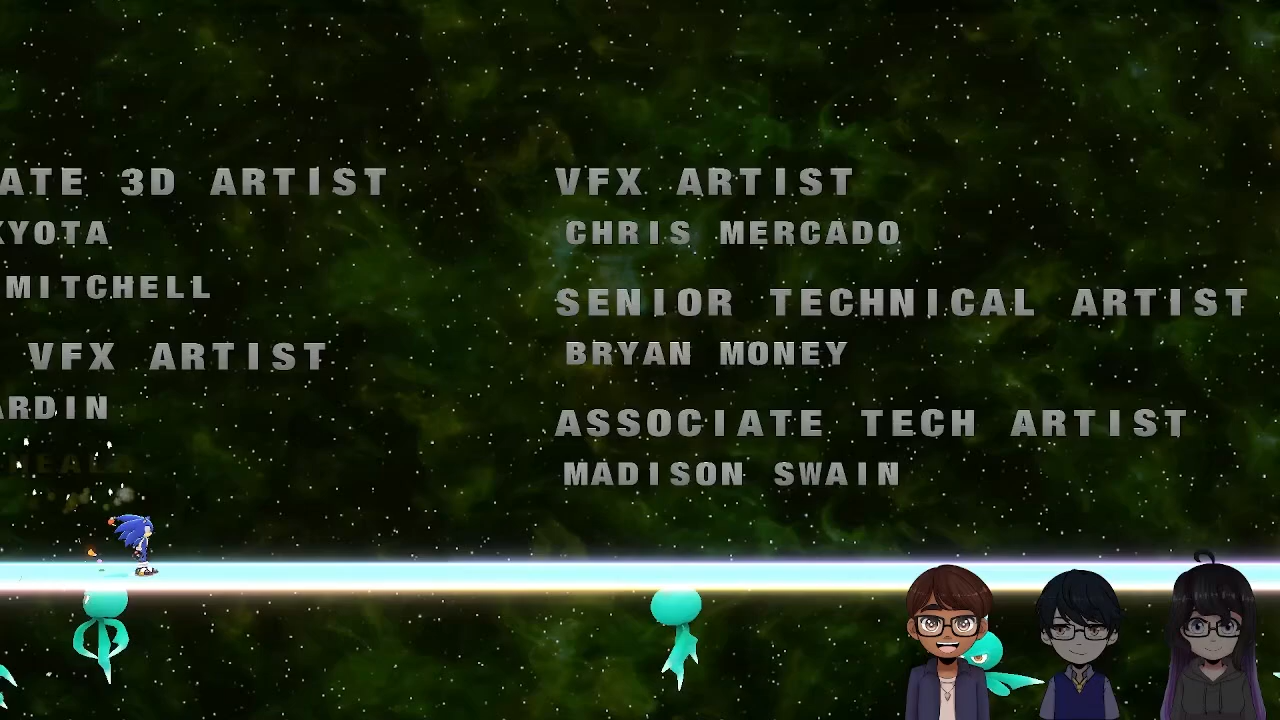 ATE 3D ARTIST
KYOTA
MITCHELL
VFX ARTIST
ARDIN
VFX ARTIST
CHRIS MERCADO
SENIOR TECHNICAL ARTIST
BRYAN MONEY
ASSOCIATE TECH ARTIST
MADISON SWAIN